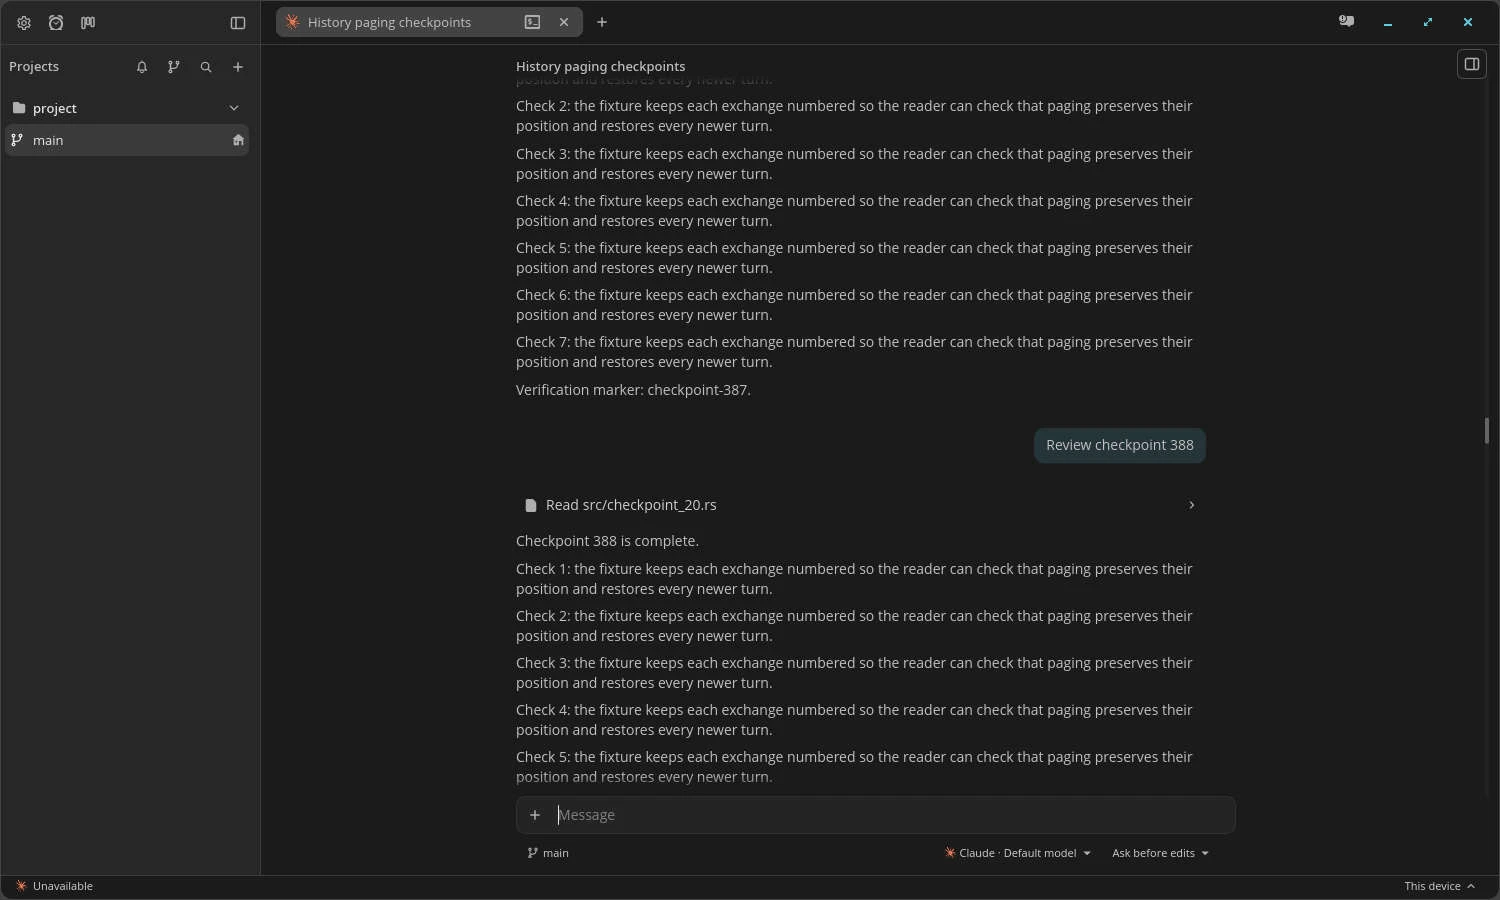 History paging checkpoints
Projects
project
main
History paging checkpoints
position and restores every newer turn.
Check 2: the fixture keeps each exchange numbered so the reader can check that paging preserves their
position and restores every newer turn.
Check 3: the fixture keeps each exchange numbered so the reader can check that paging preserves their
position and restores every newer turn.
Check 4: the fixture keeps each exchange numbered so the reader can check that paging preserves their
position and restores every newer turn.
Check 5: the fixture keeps each exchange numbered so the reader can check that paging preserves their
position and restores every newer turn.
Check 6: the fixture keeps each exchange numbered so the reader can check that paging preserves their
position and restores every newer turn.
Check 7: the fixture keeps each exchange numbered so the reader can check that paging preserves their
position and restores every newer turn.
Verification marker: checkpoint-387.
Review checkpoint 388
Read src/checkpoint_20.rs
Checkpoint 388 is complete.
Check 1: the fixture keeps each exchange numbered so the reader can check that paging preserves their
position and restores every newer turn.
Check 2: the fixture keeps each exchange numbered so the reader can check that paging preserves their
position and restores every newer turn.
Check 3: the fixture keeps each exchange numbered so the reader can check that paging preserves their
position and restores every newer turn.
Check 4: the fixture keeps each exchange numbered so the reader can check that paging preserves their
position and restores every newer turn.
Check 5: the fixture keeps each exchange numbered so the reader can check that paging preserves their
position and restores every newer turn.
Message
main
Claude · Default model
Ask before edits
Unavailable
This device